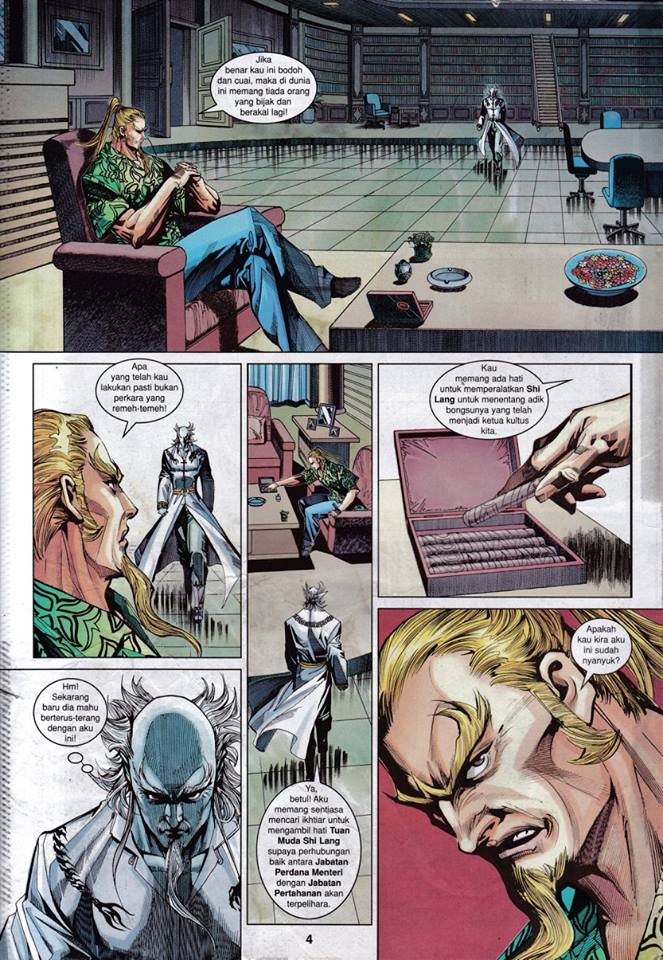 Jika
benar kau ini bodoh
dan cuai, maka di dunia
ini memang tiada orang
yang bijak dan
berakal lagi!
Apa
yang telah kau
lakukan pasti bukan
perkara yang
remeh-temeh!
Kau
memang ada hati
untuk memperalatkan Shi
Lang untuk menentang adik
bongsunya yang telah
menjadi ketua kultus
kita.
Hm!
Sekarang
baru dia mahu
berterus-terang
dengan aku
ini!
Ya,
betul! Aku
memang sentiasa
mencari ikhtiar untuk
mengambil hati Tuan
Muda Shi Lang
supaya perhubungan
baik antara Jabatan
Perdana Menteri
dengan Jabatan
Pertahanan akan
terpelihara.
Apakah
kau kira aku
ini sudah
nyanyuk?
4